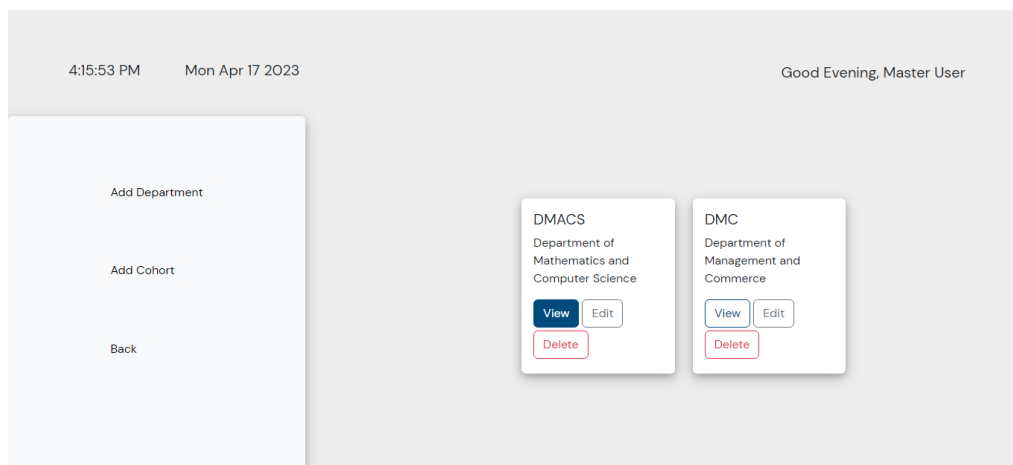 4:15:53 PM Mon Apr 17 2023
Good Evening, Master User
Add Department
Add Cohort
Back
DMACS
Department of
Mathematics and
Computer Science
View Edit
Delete
DMC
Department of
Management and
Commerce
View Edit
Delete